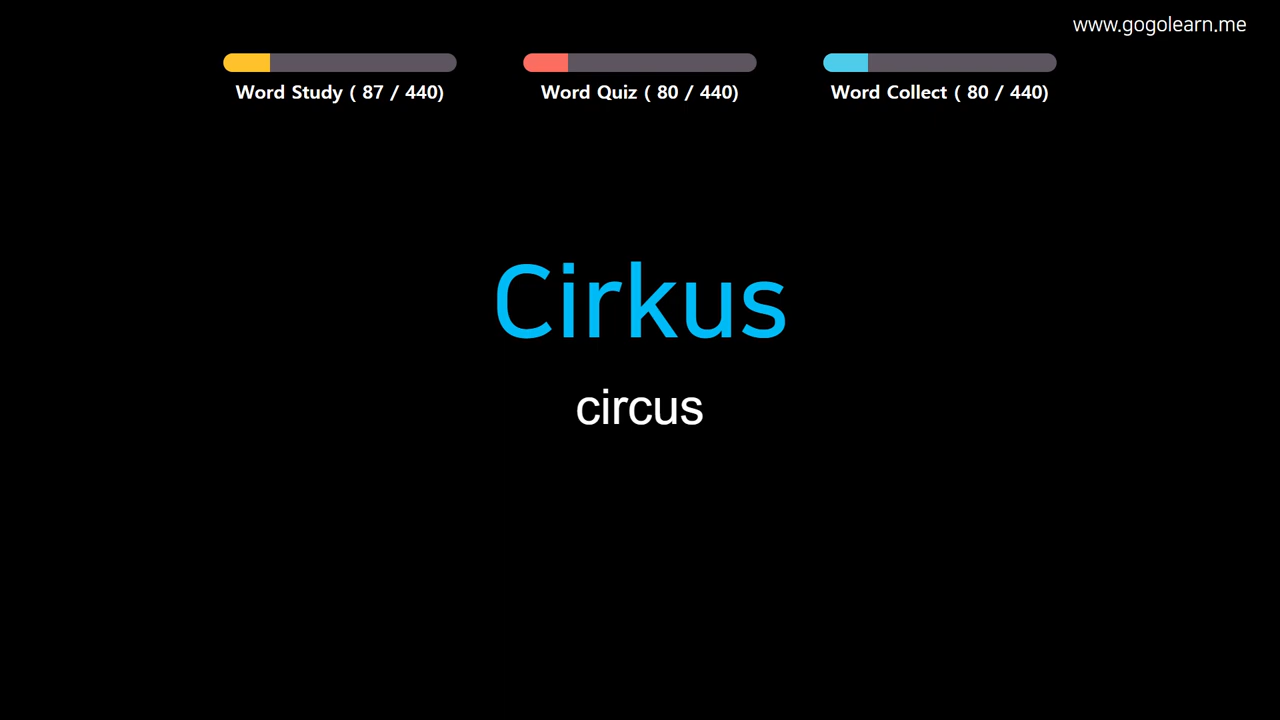 www.gogolearn.me
Word Study ( 87 / 440)
Word Quiz ( 80 / 440)
Word Collect ( 80 / 440)
Cirkus
circus